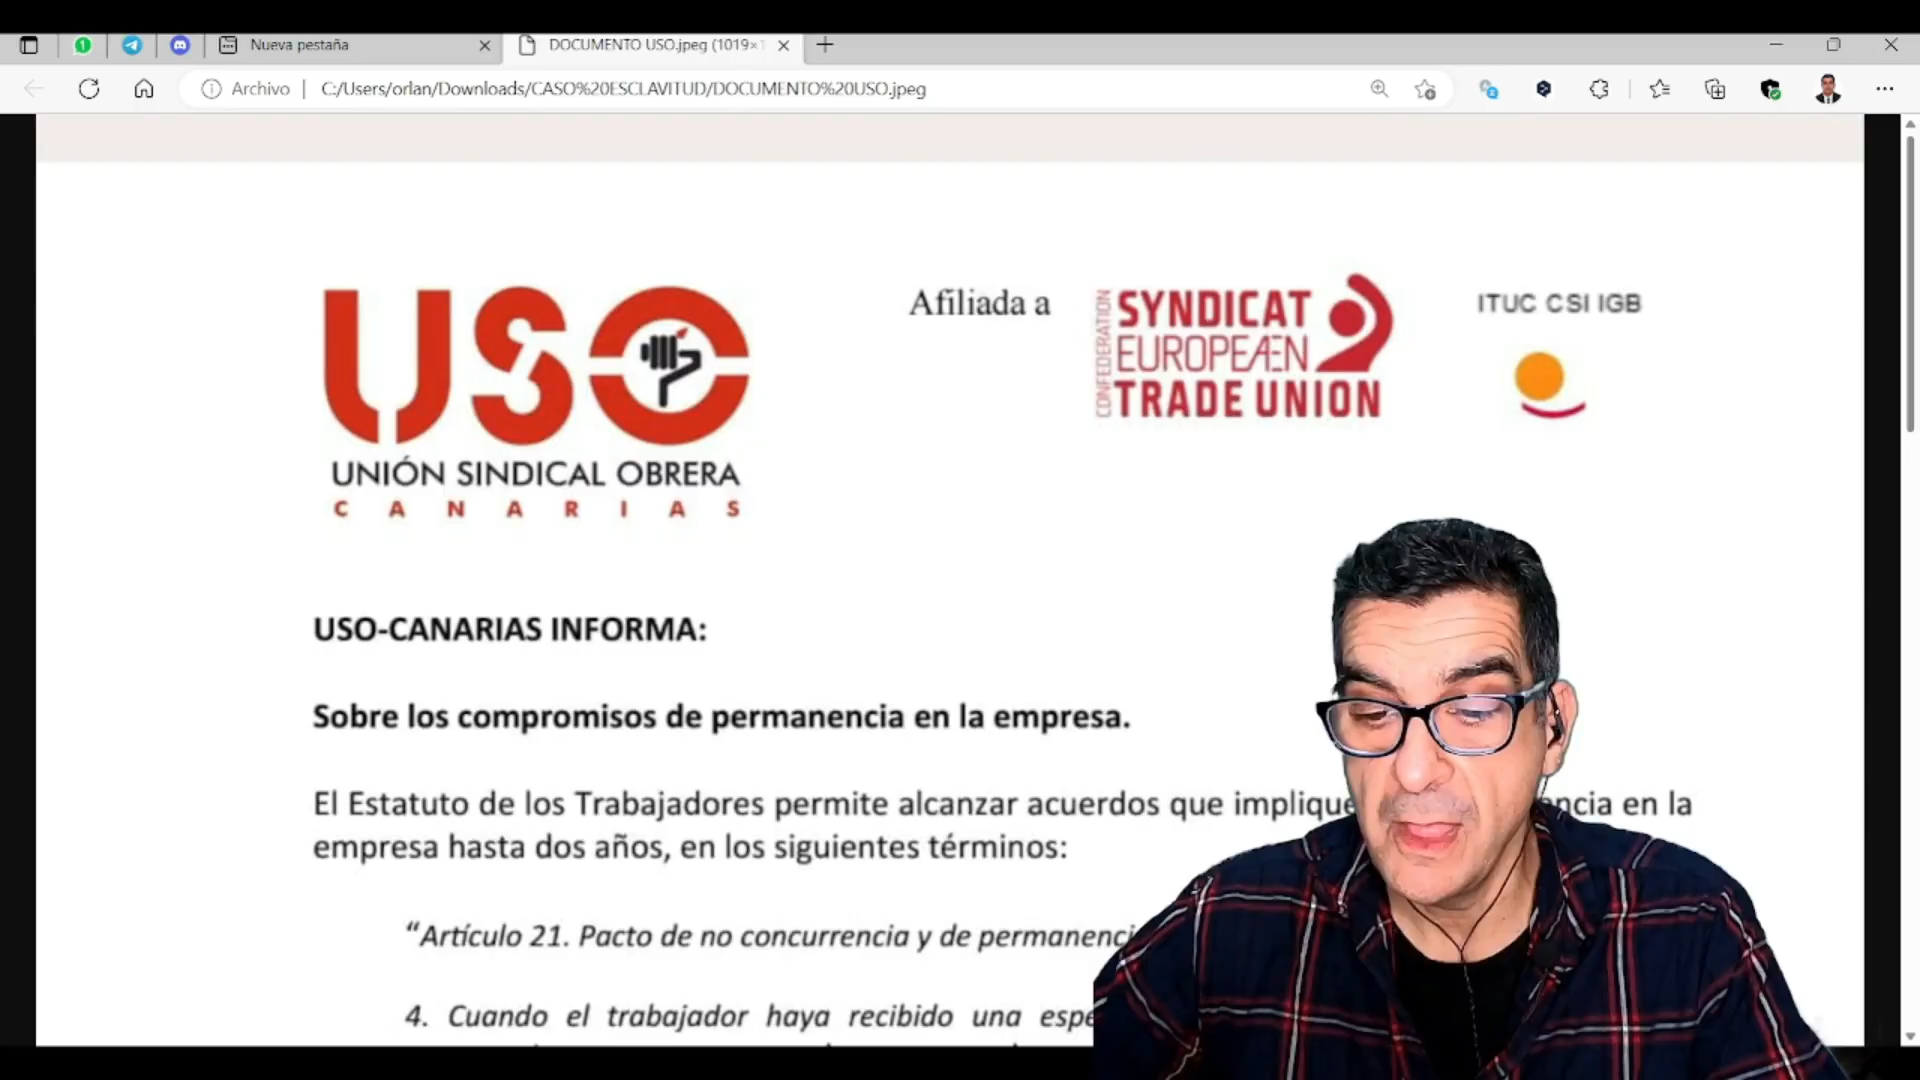 Nueva pestaña
DOCUMENTO USO.jpeg (1019×
Archivo
C:/Users/orlan/Downloads/CASO%20ESCLAVITUD/DOCUMENTO%20USO.jpeg
USO
UNIÓN SINDICAL OBRERA
CANARIAS
Afiliada a
CONFEDERATION
SYNDICAT
EUROPEÆN
TRADE UNION
ITUC CSI IGB
USO-CANARIAS INFORMA:
Sobre los compromisos de permanencia en la empresa.
El Estatuto de los Trabajadores permite alcanzar acuerdos que implique ncia en la
empresa hasta dos años, en los siguientes términos:
“Artículo 21. Pacto de no concurrencia y de permanenci
4. Cuando el trabajador haya recibido una espe